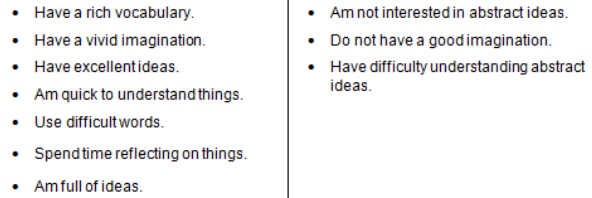 • Have a rich vocabulary.
• Have a vivid imagination.
• Have excellent ideas.
• Am quick to understand things.
• Use difficult words.
• Spend time reflecting on things.
• Am full of ideas.
• Am not interested in abstract ideas.
• Do not have a good imagination.
• Have difficulty understanding abstract
ideas.